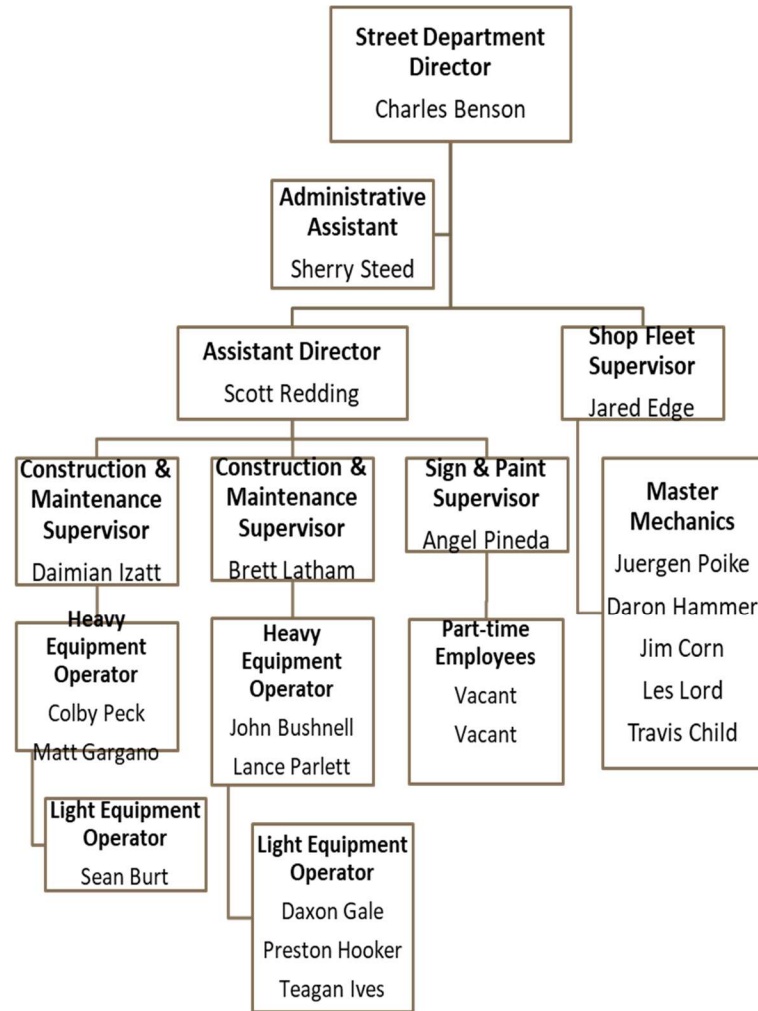 Street Department
Director
Charles Benson
Administrative
Assistant
Sherry Steed
Assistant Director
Scott Redding
Shop Fleet
Supervisor
Jared Edge
Construction &
Maintenance
Supervisor
Daimian Izatt
Construction &
Maintenance
Supervisor
Brett Latham
Sign & Paint
Supervisor
Angel Pineda
Master
Mechanics
Juergen Poike
Daron Hammer
Jim Corn
Les Lord
Travis Child
Heavy
Equipment
Operator
Colby Peck
Matt Gargano
Heavy
Equipment
Operator
John Bushnell
Lance Parlett
Part-time
Employees
Vacant
Vacant
Light Equipment
Operator
Sean Burt
Light Equipment
Operator
Daxon Gale
Preston Hooker
Teagan Ives